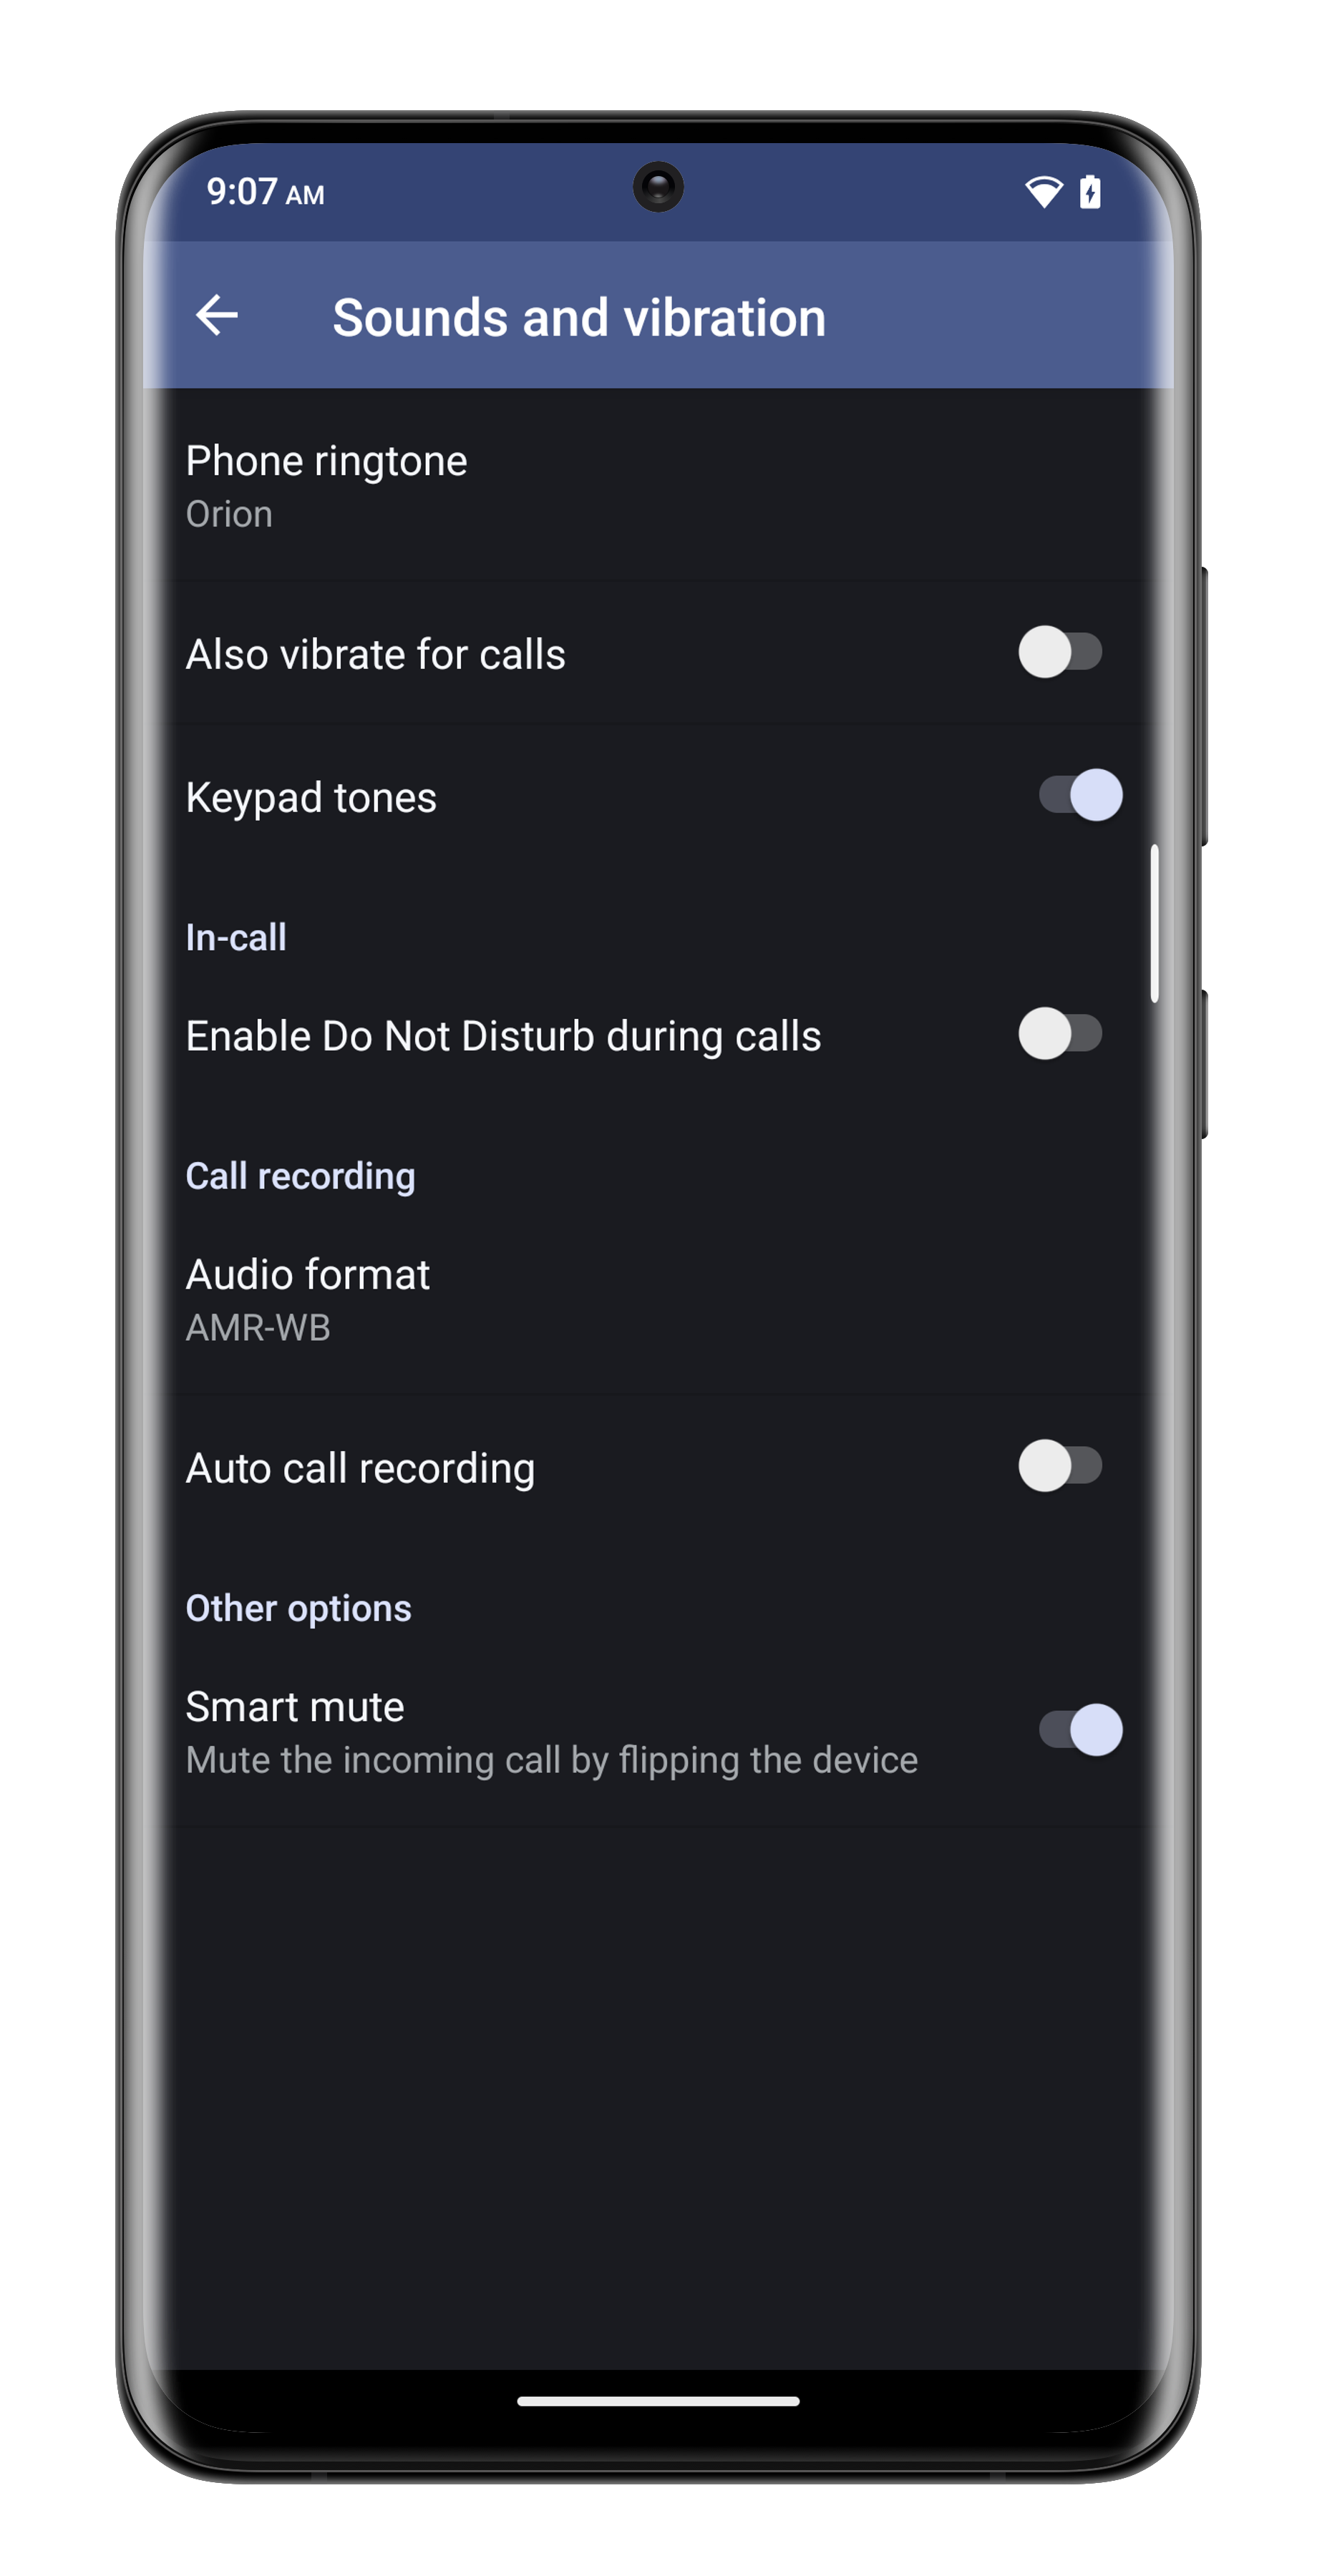 9:07 AM
Sounds and vibration
Phone ringtone
Orion
Also vibrate for calls
Keypad tones
In-call
Enable Do Not Disturb during calls
Call recording
Audio format
AMR-WB
Auto call recording
Other options
Smart mute
Mute the incoming call by flipping the device